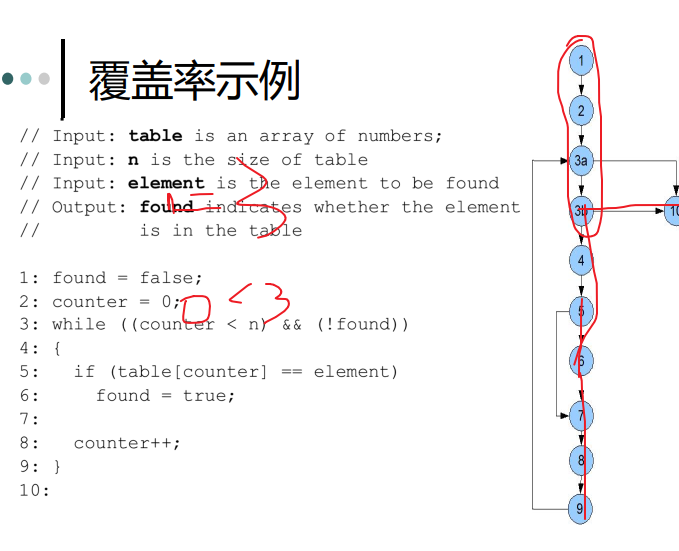 覆盖率示例
// Input: table is an array of numbers;
// Input: n is the size of table
// Input: element is the element to be found
// Output: found indicates whether the element
//         is in the table
1: found = false;
2: counter = 0;
< 3
3: while ((counter < n) && (!found))
4: {
5:   if (table[counter] == element)
6:     found = true;
7:
8:   counter++;
9: }
10:
1
2
3a
3b
10
4
5
6
7
8
9